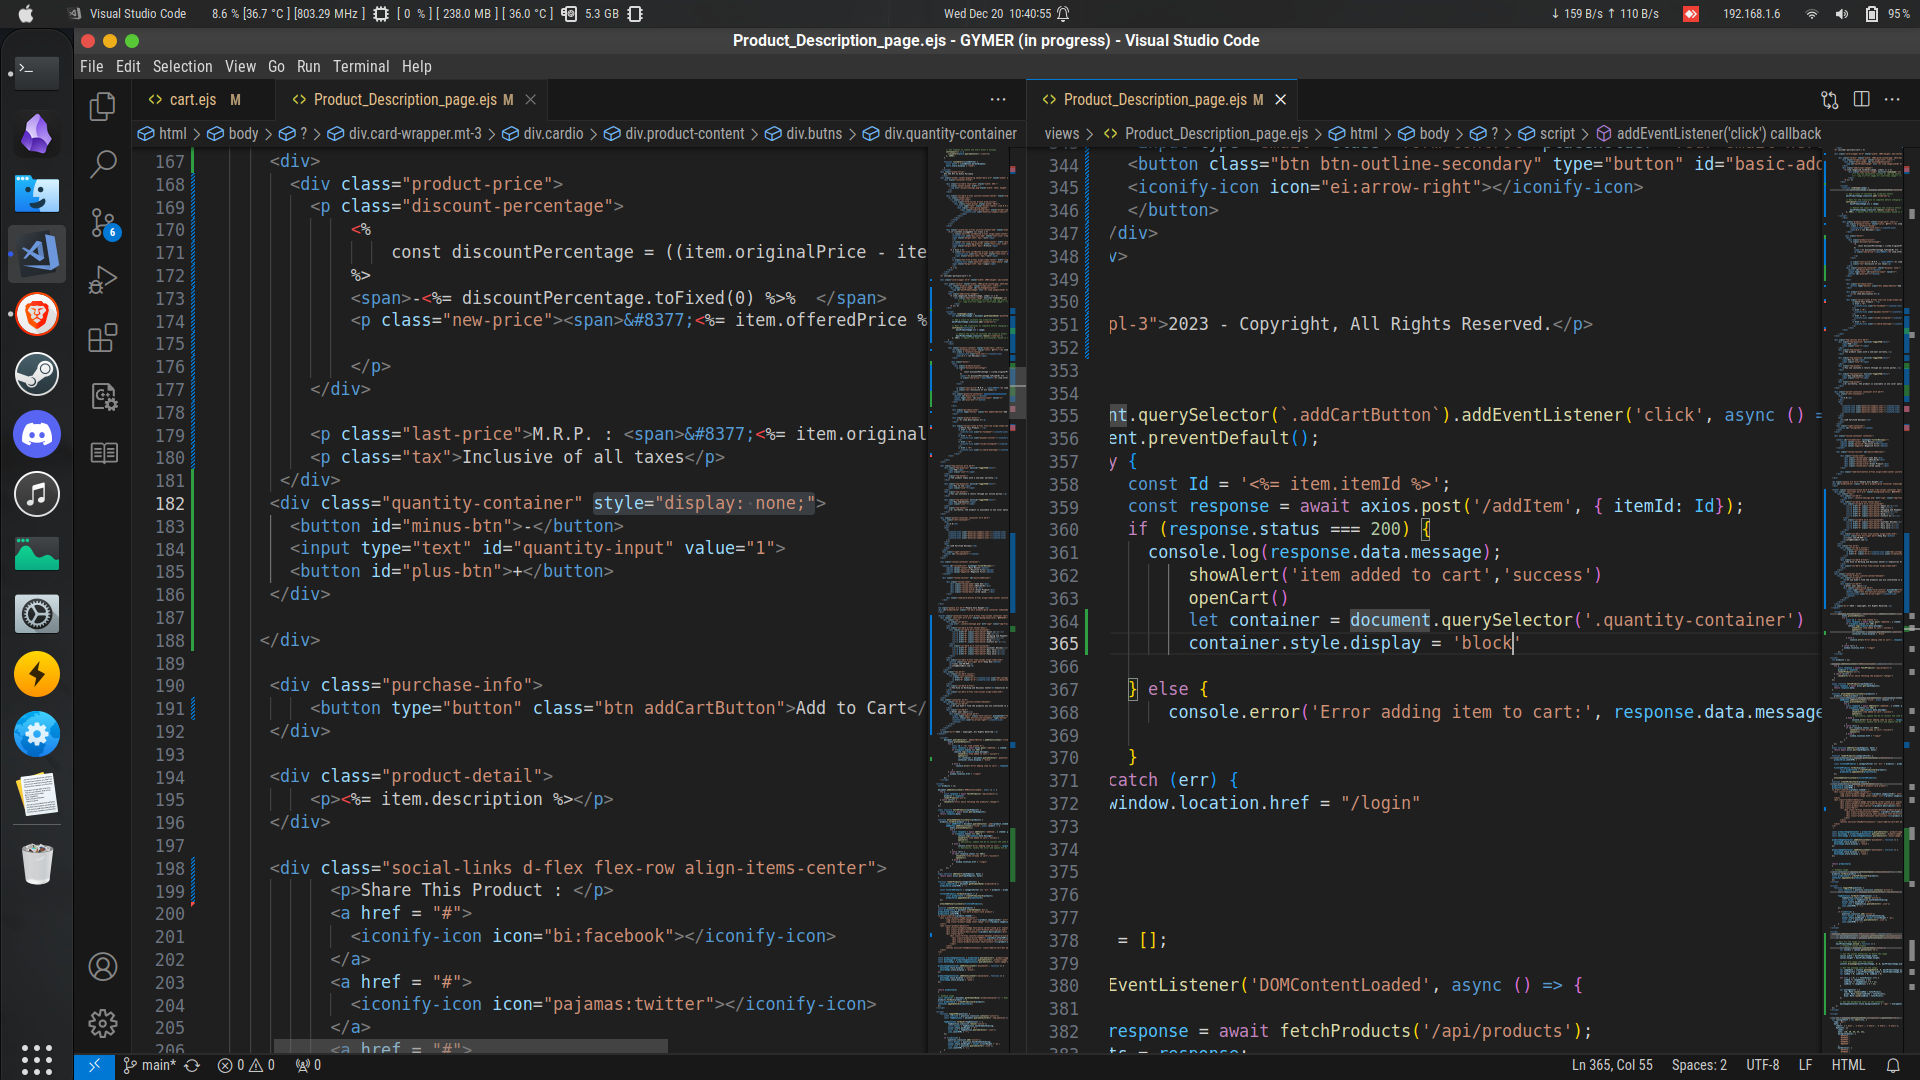 Visual Studio Code
8.6 % [36.7 °C ] [803.29 MHz ] [ 0 % ] [ 238.0 MB ] [ 36.0 °C ] 5.3 GB
Wed Dec 20 10:40:55
↓ 159 B/s ↑ 110 B/s 192.168.1.6 95 %
Product_Description_page.ejs - GYMER (in progress) - Visual Studio Code
File Edit Selection View Go Run Terminal Help
cart.ejs M Product_Description_page.ejs M
html > body > ? > div.card-wrapper.mt-3 > div.cardio > div.product-content > div.butns > div.quantity-container
167 <div>
168 <div class="product-price">
169 <p class="discount-percentage">
170 <%
171 const discountPercentage = ((item.originalPrice - ite
172 %>
173 <span>-<%= discountPercentage.toFixed(0) %>% </span>
174 <p class="new-price"><span>&#8377;<%= item.offeredPrice %
175
176 </p>
177 </div>
178
179 <p class="last-price">M.R.P. : <span>&#8377;<%= item.original
180 <p class="tax">Inclusive of all taxes</p>
181 </div>
182 <div class="quantity-container" style="display: none;">
183 <button id="minus-btn">-</button>
184 <input type="text" id="quantity-input" value="1">
185 <button id="plus-btn">+</button>
186 </div>
187
188 </div>
189
190 <div class="purchase-info">
191 <button type="button" class="btn addCartButton">Add to Cart</
192 </div>
193
194 <div class="product-detail">
195 <p><%= item.description %></p>
196 </div>
197
198 <div class="social-links d-flex flex-row align-items-center">
199 <p>Share This Product : </p>
200 <a href = "#">
201 <iconify-icon icon="bi:facebook"></iconify-icon>
202 </a>
203 <a href = "#">
204 <iconify-icon icon="pajamas:twitter"></iconify-icon>
205 </a>
206 <a href = "#">
Product_Description_page.ejs M
views > Product_Description_page.ejs > html > body > ? > script > addEventListener('click') callback
344 <button class="btn btn-outline-secondary" type="button" id="basic-add
345 <iconify-icon icon="ei:arrow-right"></iconify-icon>
346 </button>
347 /div>
348 v>
349
350
351 pl-3">2023 - Copyright, All Rights Reserved.</p>
352
353
354
355 nt.querySelector(`.addCartButton`).addEventListener('click', async () =
356 ent.preventDefault();
357 y {
358 const Id = '<%= item.itemId %>';
359 const response = await axios.post('/addItem', { itemId: Id});
360 if (response.status === 200) {
361 console.log(response.data.message);
362 showAlert('item added to cart','success')
363 openCart()
364 let container = document.querySelector('.quantity-container')
365 container.style.display = 'block'
366
367 } else {
368 console.error('Error adding item to cart:', response.data.message
369
370 }
371 catch (err) {
372 window.location.href = "/login"
373
374
375
376
377
378 = [];
379
380 EventListener('DOMContentLoaded', async () => {
381
382 response = await fetchProducts('/api/products');
383 ts = response;
6
main* 0 0 0
Ln 365, Col 55 Spaces: 2 UTF-8 LF HTML